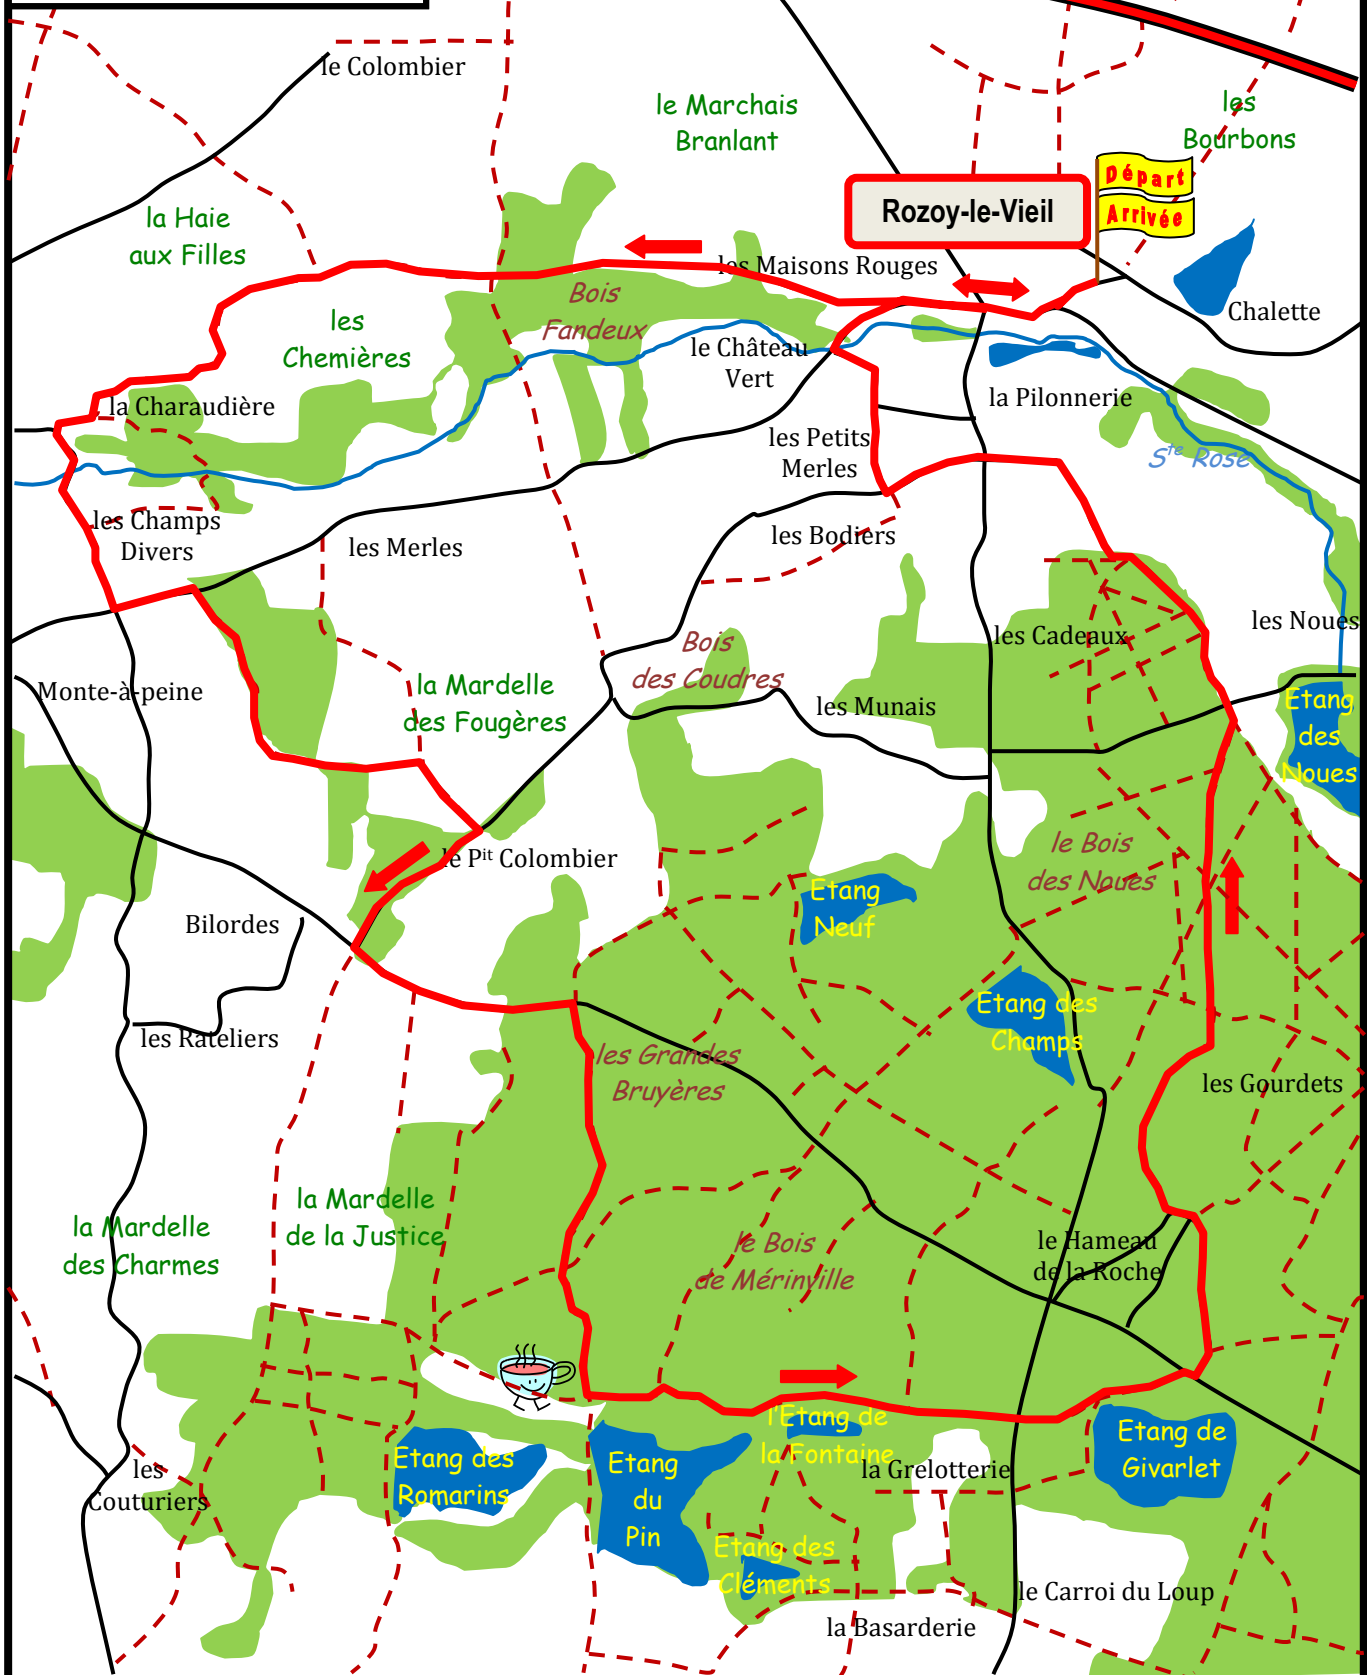 le Colombier
le Marchais
Branlant
les
Bourbons
Départ
Arrivée
Rozoy-le-Vieil
la Haie
aux Filles
les Maisons Rouges
Bois
Fandeux
Chalette
les
Chemières
le Château
Vert
la Charaudière
la Pilonnerie
les Petits
Merles
Ste Rose
les Champs
Divers
les Merles
les Bodiers
les Noues
les Cadeaux
Bois
des Coudres
Monte-à-peine
la Mardelle
des Fougères
les Munais
Etang
des
Noues
le Bois
des Noues
le Pit Colombier
Etang
Neuf
Bilordes
Etang des
Champs
les Rateliers
les Grandes
Bruyères
les Gourdets
la Mardelle
de la Justice
la Mardelle
des Charmes
le Bois
de Mérinville
le Hameau
de la Roche
l'Etang de
la Fontaine
Etang de
Givarlet
Etang des
Romarins
Etang
du
Pin
la Grelotterie
les
Couturiers
Etang des
Cléments
le Carroi du Loup
la Basarderie